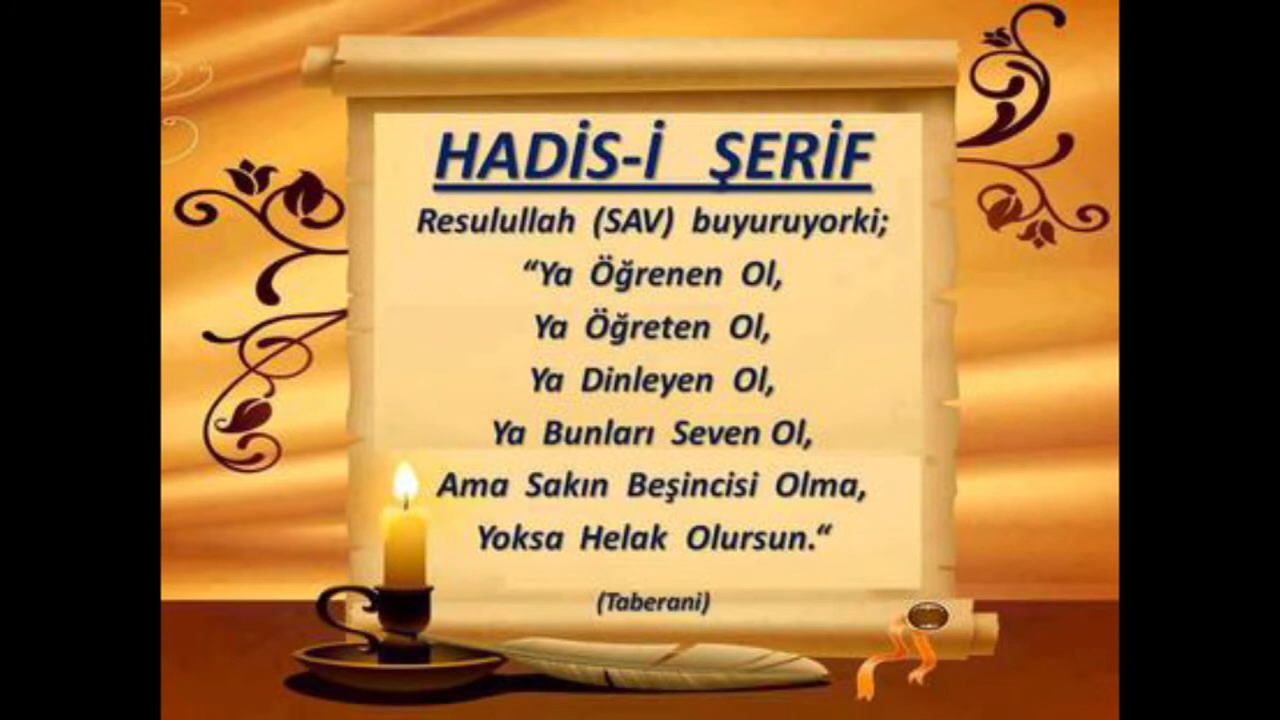 HADİS-İ ŞERİF
Resulullah (SAV) buyuruyorki;
“Ya Öğrenen Ol,
Ya Öğreten Ol,
Ya Dinleyen Ol,
Ya Bunları Seven Ol,
Ama Sakın Beşincisi Olma,
Yoksa Helak Olursun.“
(Taberani)